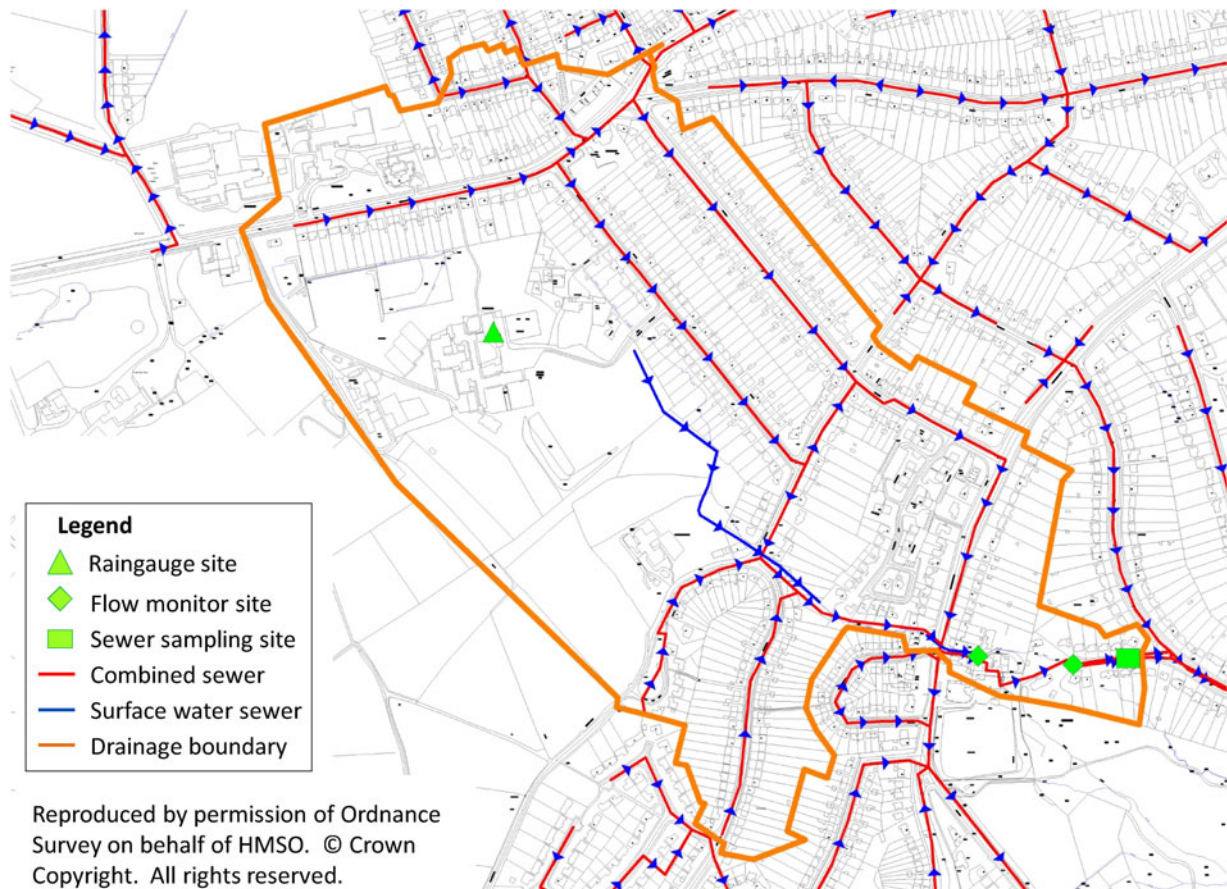 Legend
Raingauge site
Flow monitor site
Sewer sampling site
Combined sewer
Surface water sewer
Drainage boundary
Reproduced by permission of Ordnance
Survey on behalf of HMSO. © Crown
Copyright. All rights reserved.